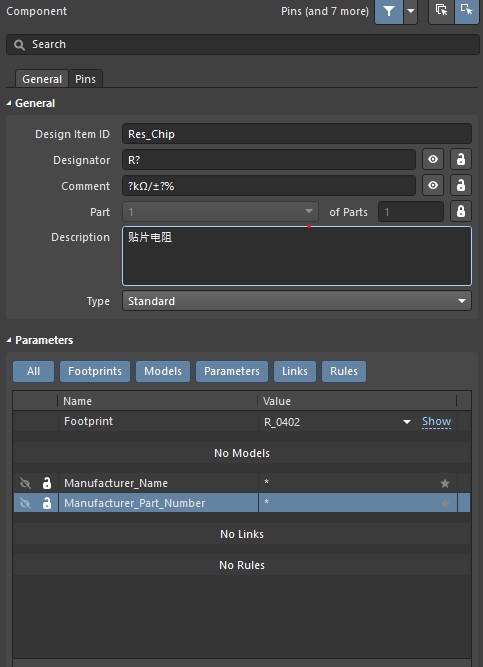 Component Pins (and 7 more)
Search
General Pins
General
Design Item ID Res_Chip
Designator R?
Comment ?kΩ/±?%
Part 1 of Parts 1
Description 贴片电阻
Type Standard
Parameters
All Footprints Models Parameters Links Rules
Name Value
Footprint R_0402 Show
No Models
Manufacturer_Name *
Manufacturer_Part_Number *
No Links
No Rules